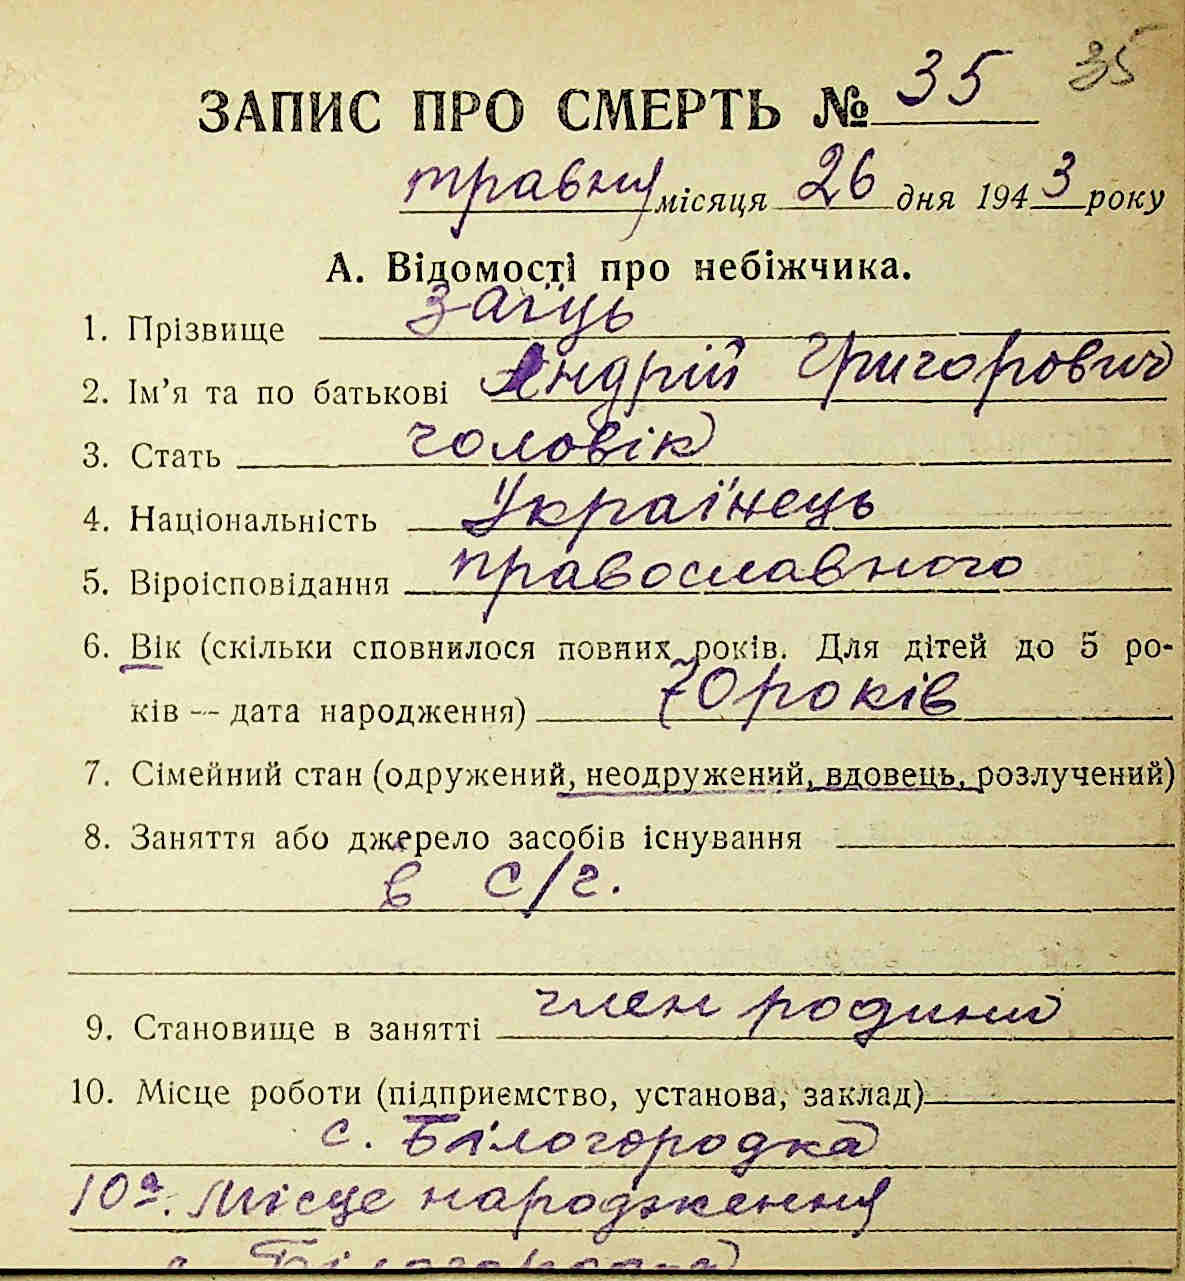 ЗАПИС ПРО СМЕРТЬ № 35 35
травня місяця 26 дня 1943 року
А. Відомості про небіжчика.
1. Прізвище Заїць
2. Ім’я та по батькові Андрій Григорович
3. Стать чоловік
4. Національність Українець
5. Віроісповідання православного
6. Вік (скільки сповнилося повних років. Для дітей до 5 ро-
ків — дата народження) 70 років
7. Сімейний стан (одружений, неодружений, вдовець, розлучений)
8. Заняття або джерело засобів існування
в с/г.
9. Становище в занятті член родини
10. Місце роботи (підприємство, установа, заклад)
с. Білогородка
10а. Місце народження
с. Білогородка